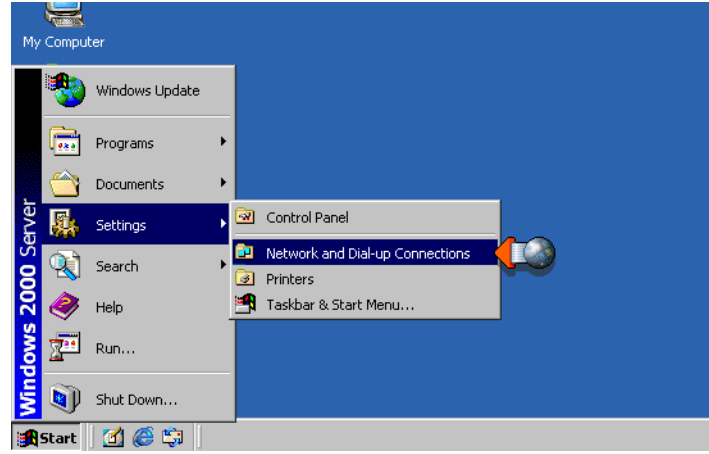 My Computer
Windows Update
Programs
Documents
Settings
Search
Help
Run...
Shut Down...
Windows 2000 Server
Control Panel
Network and Dial-up Connections
Printers
Taskbar & Start Menu...
Start